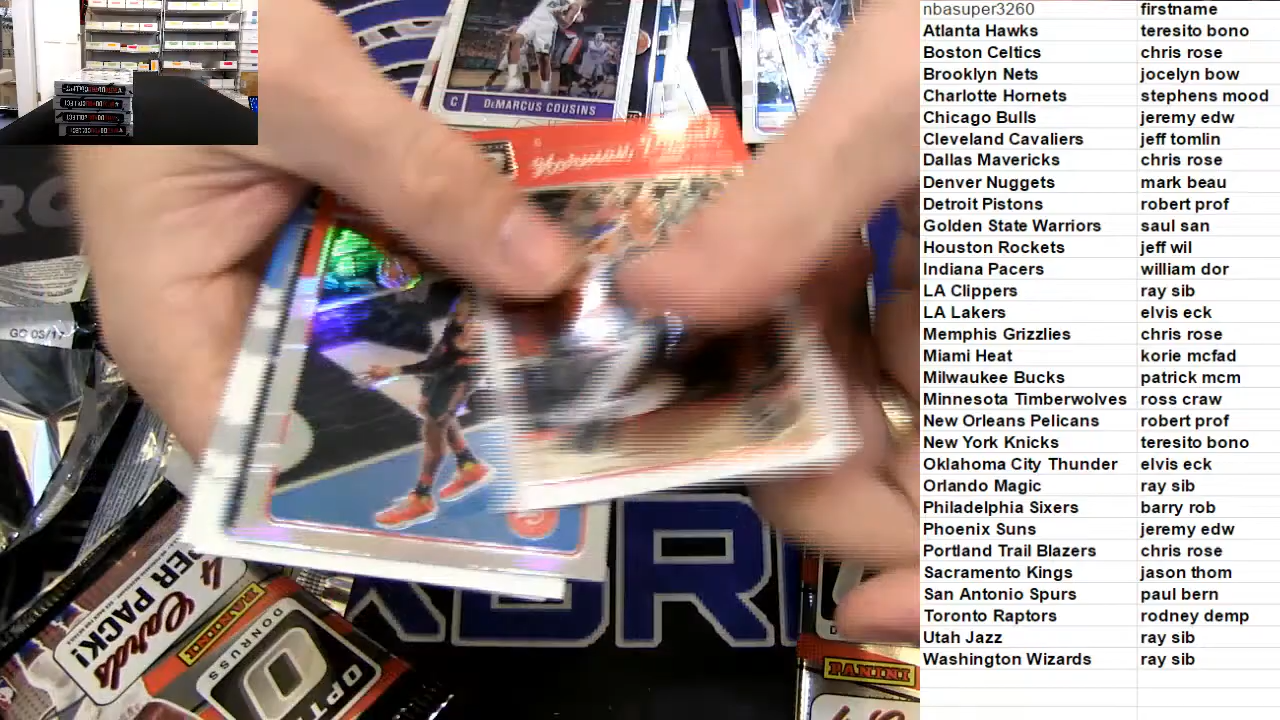 nbasuper3260 firstname
Atlanta Hawks teresito bono
Boston Celtics chris rose
Brooklyn Nets jocelyn bow
Charlotte Hornets stephens mood
Chicago Bulls jeremy edw
Cleveland Cavaliers jeff tomlin
Dallas Mavericks chris rose
Denver Nuggets mark beau
Detroit Pistons robert prof
Golden State Warriors saul san
Houston Rockets jeff wil
Indiana Pacers william dor
LA Clippers ray sib
LA Lakers elvis eck
Memphis Grizzlies chris rose
Miami Heat korie mcfad
Milwaukee Bucks patrick mcm
Minnesota Timberwolves ross craw
New Orleans Pelicans robert prof
New York Knicks teresito bono
Oklahoma City Thunder elvis eck
Orlando Magic ray sib
Philadelphia Sixers barry rob
Phoenix Suns jeremy edw
Portland Trail Blazers chris rose
Sacramento Kings jason thom
San Antonio Spurs paul bern
Toronto Raptors rodney demp
Utah Jazz ray sib
Washington Wizards ray sib
C DeMARCUS COUSINS
4 Cards
PER PACK!
PANINI
DONRUSS
PANINI